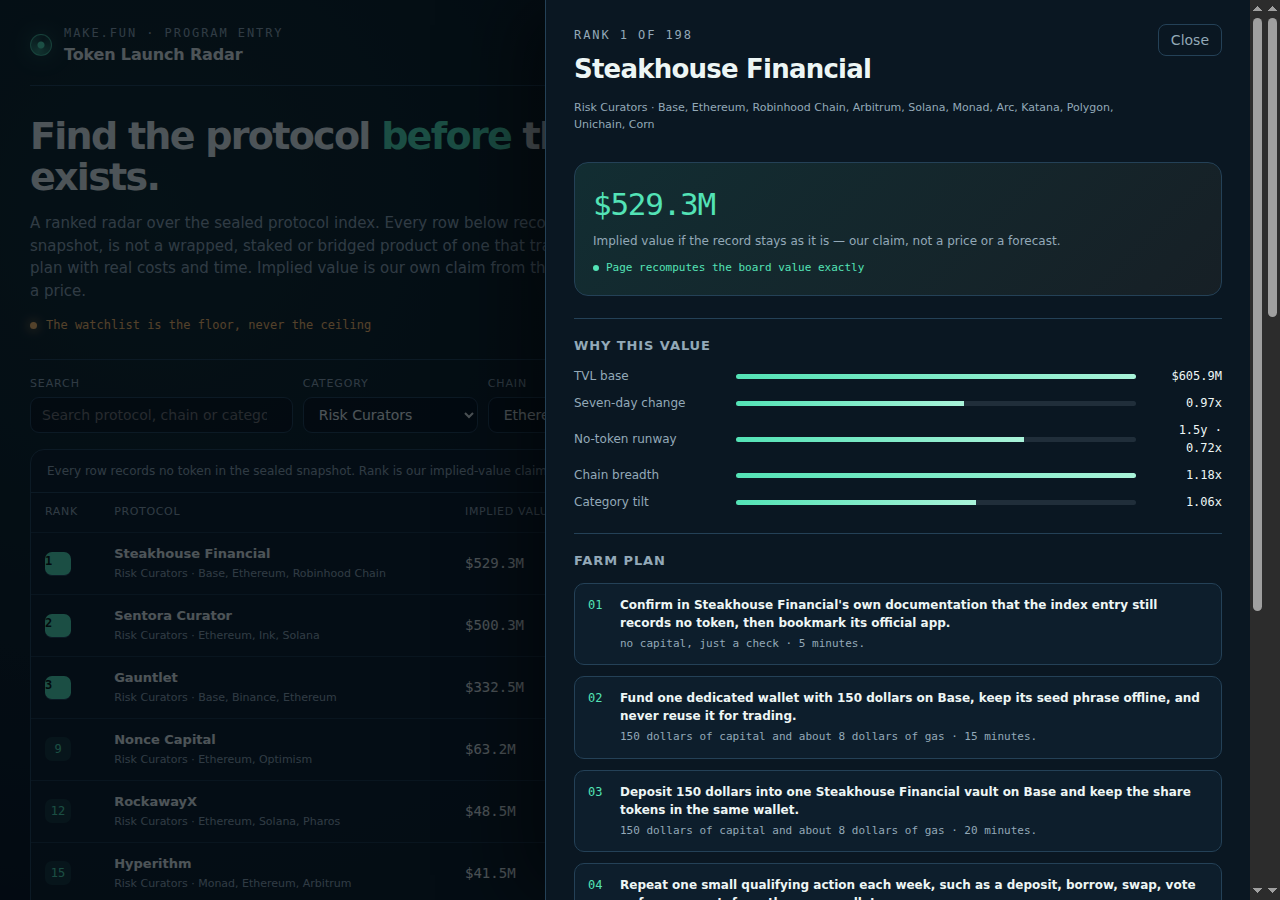 MAKE.FUN · PROGRAM ENTRY
Token Launch Radar
Find the protocol before th
exists.
A ranked radar over the sealed protocol index. Every row below reco
snapshot, is not a wrapped, staked or bridged product of one that tra
plan with real costs and time. Implied value is our own claim from th
a price.
The watchlist is the floor, never the ceiling
SEARCH CATEGORY CHAIN
Search protocol, chain or categc Risk Curators Ethere
Every row records no token in the sealed snapshot. Rank is our implied-value claim
RANK PROTOCOL IMPLIED VALU
1 Steakhouse Financial $529.3M
Risk Curators · Base, Ethereum, Robinhood Chain
2 Sentora Curator $500.3M
Risk Curators · Ethereum, Ink, Solana
3 Gauntlet $332.5M
Risk Curators · Base, Binance, Ethereum
9 Nonce Capital $63.2M
Risk Curators · Ethereum, Optimism
12 RockawayX $48.5M
Risk Curators · Ethereum, Solana, Pharos
15 Hyperithm $41.5M
Risk Curators · Monad, Ethereum, Arbitrum
RANK 1 OF 198
Close
Steakhouse Financial
Risk Curators · Base, Ethereum, Robinhood Chain, Arbitrum, Solana, Monad, Arc, Katana, Polygon,
Unichain, Corn
$529.3M
Implied value if the record stays as it is — our claim, not a price or a forecast.
Page recomputes the board value exactly
WHY THIS VALUE
TVL base $605.9M
Seven-day change 0.97x
No-token runway 1.5y ·
0.72x
Chain breadth 1.18x
Category tilt 1.06x
FARM PLAN
01 Confirm in Steakhouse Financial's own documentation that the index entry still
records no token, then bookmark its official app.
no capital, just a check · 5 minutes.
02 Fund one dedicated wallet with 150 dollars on Base, keep its seed phrase offline, and
never reuse it for trading.
150 dollars of capital and about 8 dollars of gas · 15 minutes.
03 Deposit 150 dollars into one Steakhouse Financial vault on Base and keep the share
tokens in the same wallet.
150 dollars of capital and about 8 dollars of gas · 20 minutes.
04 Repeat one small qualifying action each week, such as a deposit, borrow, swap, vote